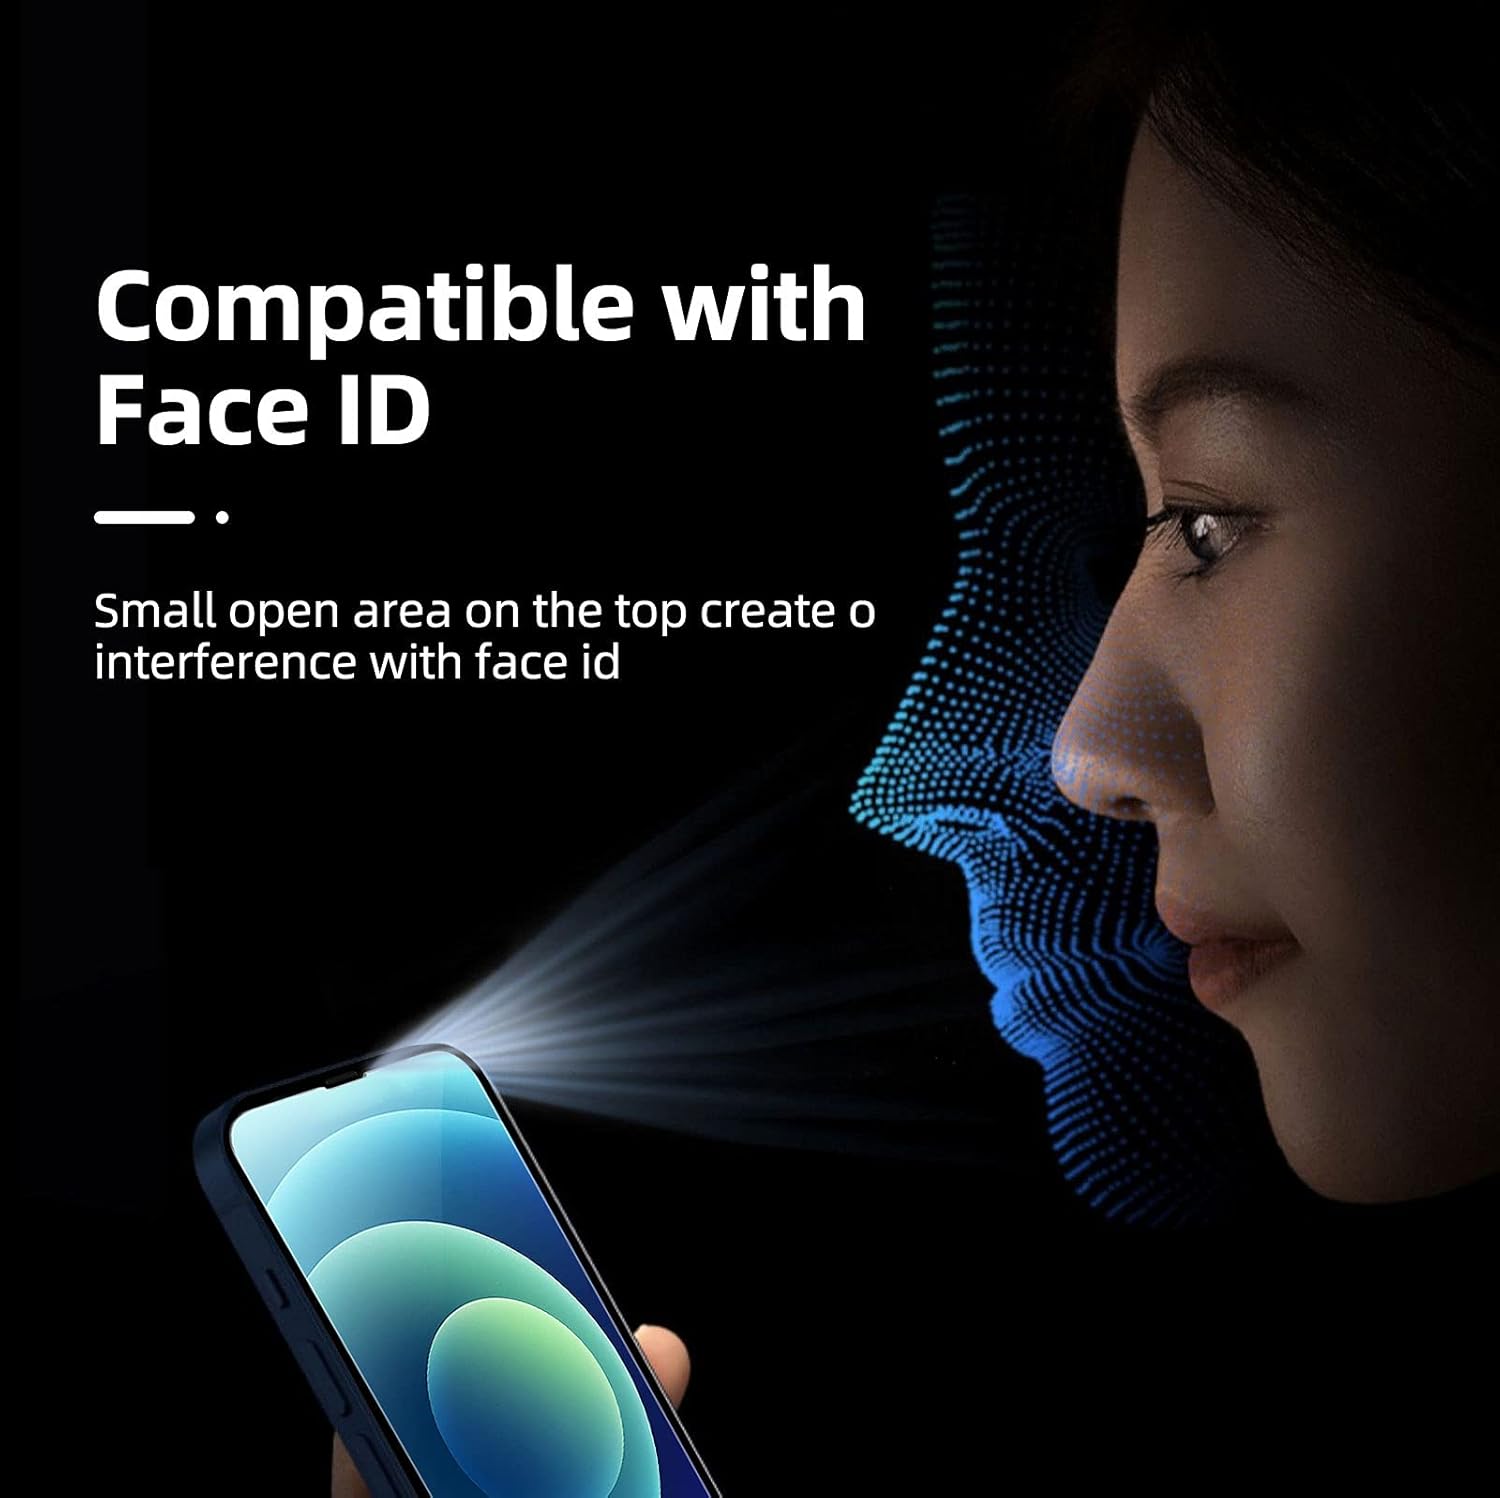 Compatible with
Face ID
Small open area on the top create o
interference with face id